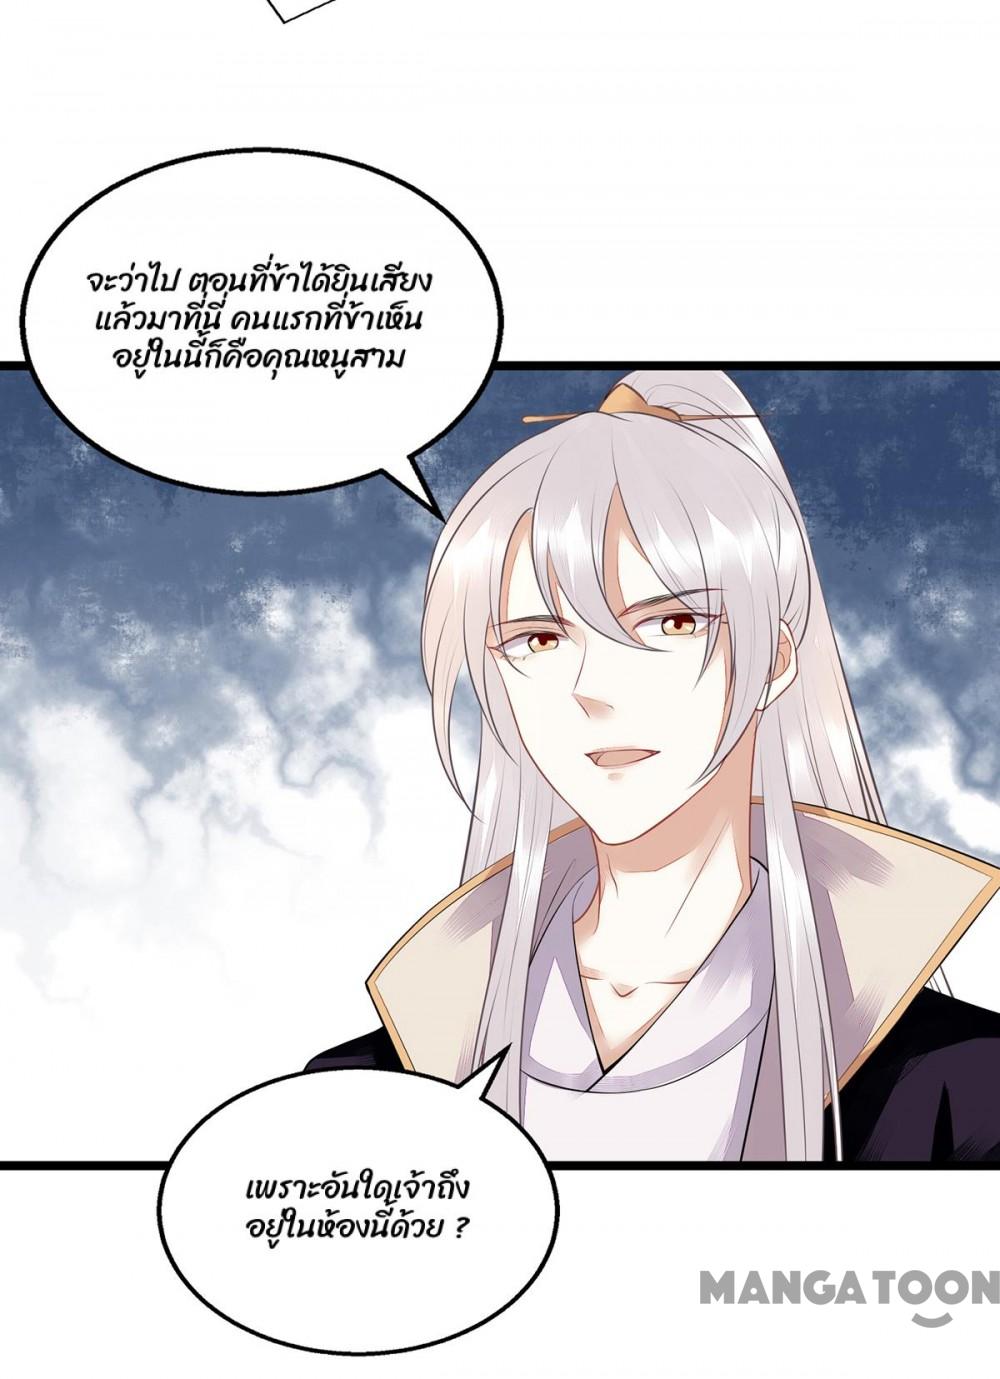 จะว่าไป ตอนที่ข้าได้ยินเสียง
แล้วมาที่นี่ คนแรกที่ข้าเห็น
อยู่ในนี้ก็คือคุณหนูสาม
เพราะอันใดเจ้าถึง
อยู่ในห้องนี้ด้วย ?
MANGATOON